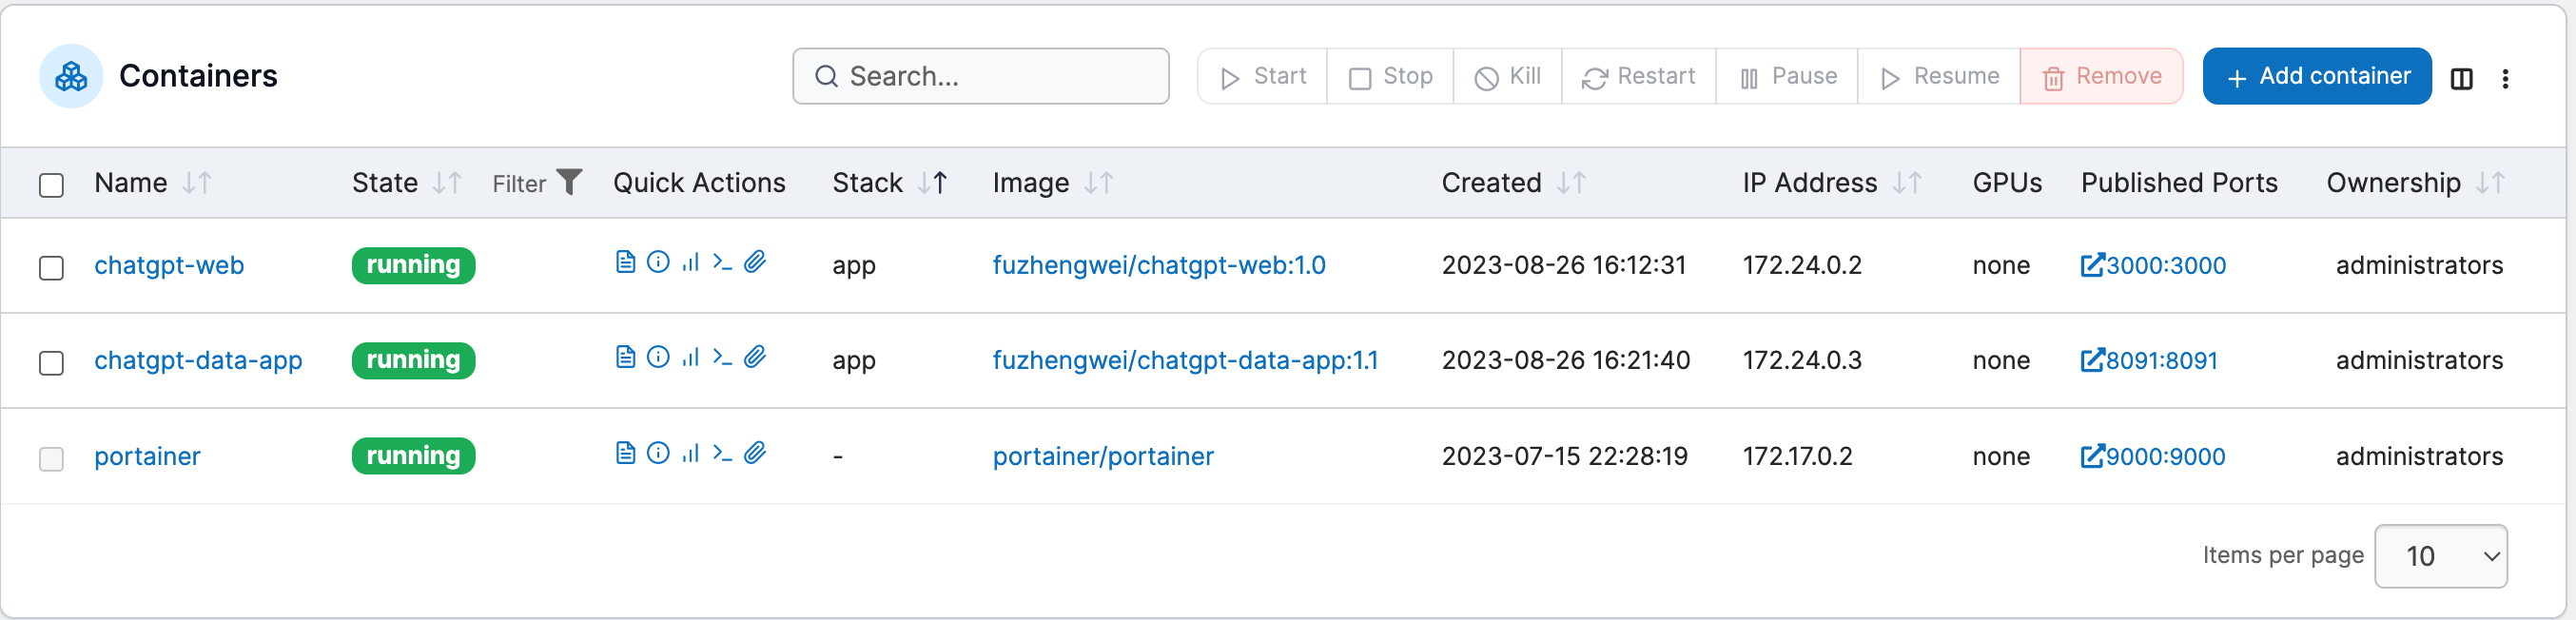 Containers Search... Start Stop Kill Restart Pause Resume Remove + Add container
Name State Filter Quick Actions Stack Image Created IP Address GPUs Published Ports Ownership
chatgpt-web running app fuzhengwei/chatgpt-web:1.0 2023-08-26 16:12:31 172.24.0.2 none 3000:3000 administrators
chatgpt-data-app running app fuzhengwei/chatgpt-data-app:1.1 2023-08-26 16:21:40 172.24.0.3 none 8091:8091 administrators
portainer running - portainer/portainer 2023-07-15 22:28:19 172.17.0.2 none 9000:9000 administrators
Items per page 10